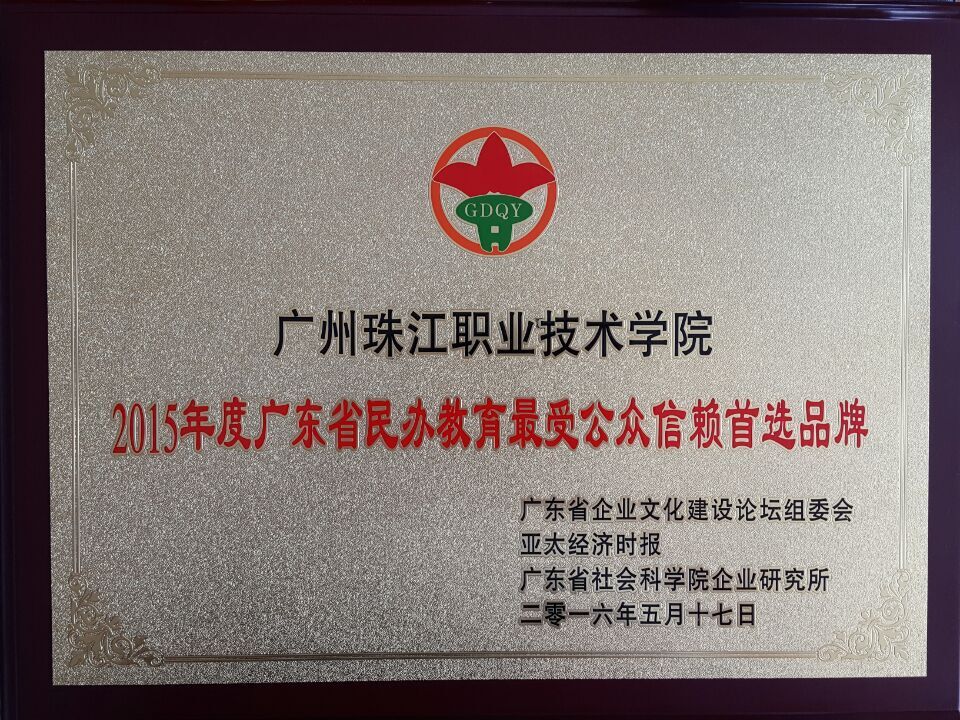 GDQY
广州珠江职业技术学院
2015年度广东省民办教育最受公众信赖首选品牌
广东省企业文化建设论坛组委会
亚太经济时报
广东省社会科学院企业研究所
二零一六年五月十七日